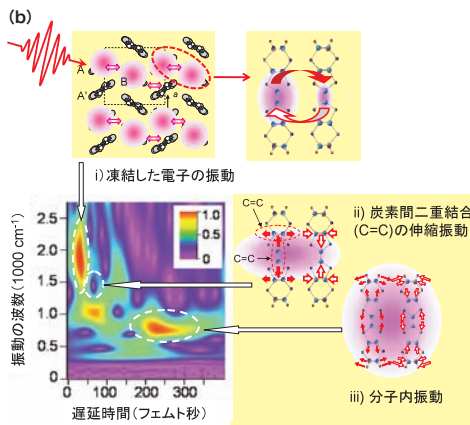 (b)
A
B
A'
a
i) 凍結した電子の振動
2.5
2.0
1.5
1.0
0.5
0
振動の波数(1000 cm⁻¹)
1.0
0.5
0.0
0 100 200 300
遅延時間(フェムト秒)
C=C
C=C
ii) 炭素間二重結合
(C=C)の伸縮振動
iii) 分子内振動